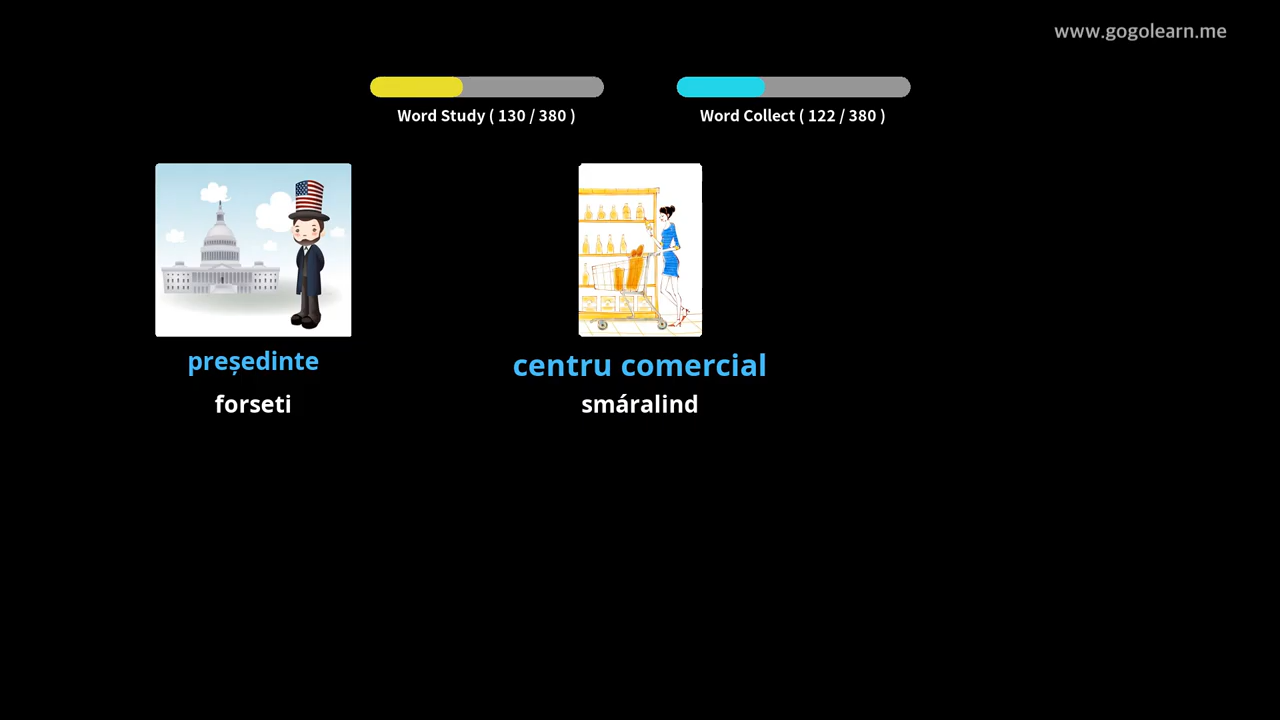 www.gogolearn.me
Word Study ( 130 / 380 )
Word Collect ( 122 / 380 )
președinte
forseti
centru comercial
smáralind